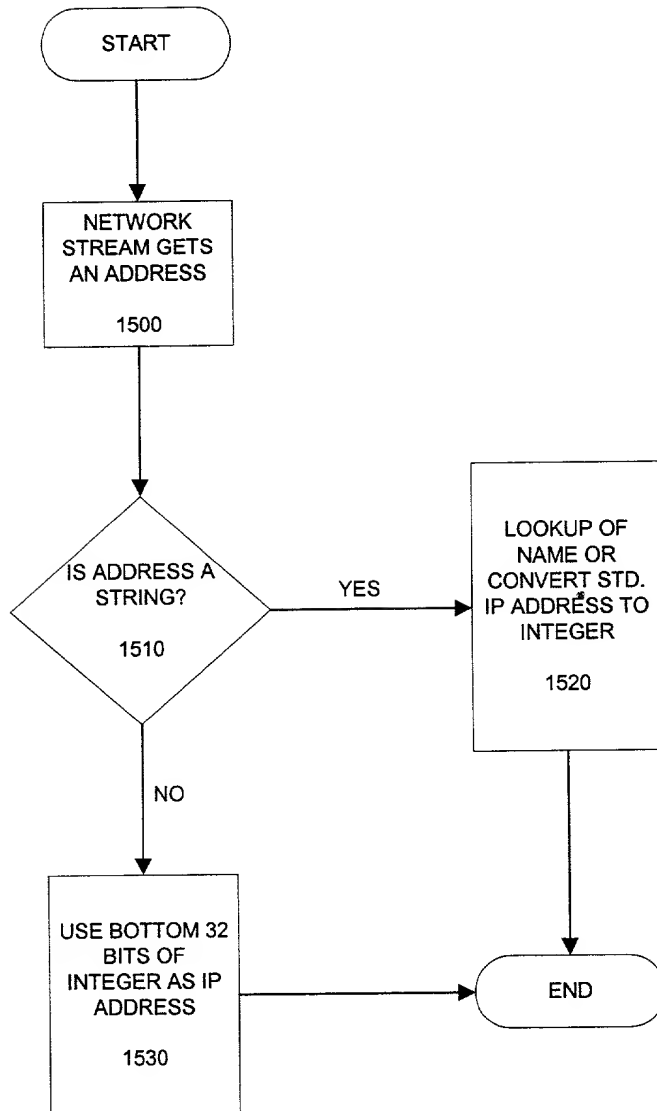 START
NETWORK
STREAM GETS
AN ADDRESS
1500
IS ADDRESS A
STRING?
1510
YES
LOOKUP OF
NAME OR
CONVERT STD.
IP ADDRESS TO
INTEGER
1520
NO
USE BOTTOM 32
BITS OF
INTEGER AS IP
ADDRESS
1530
END